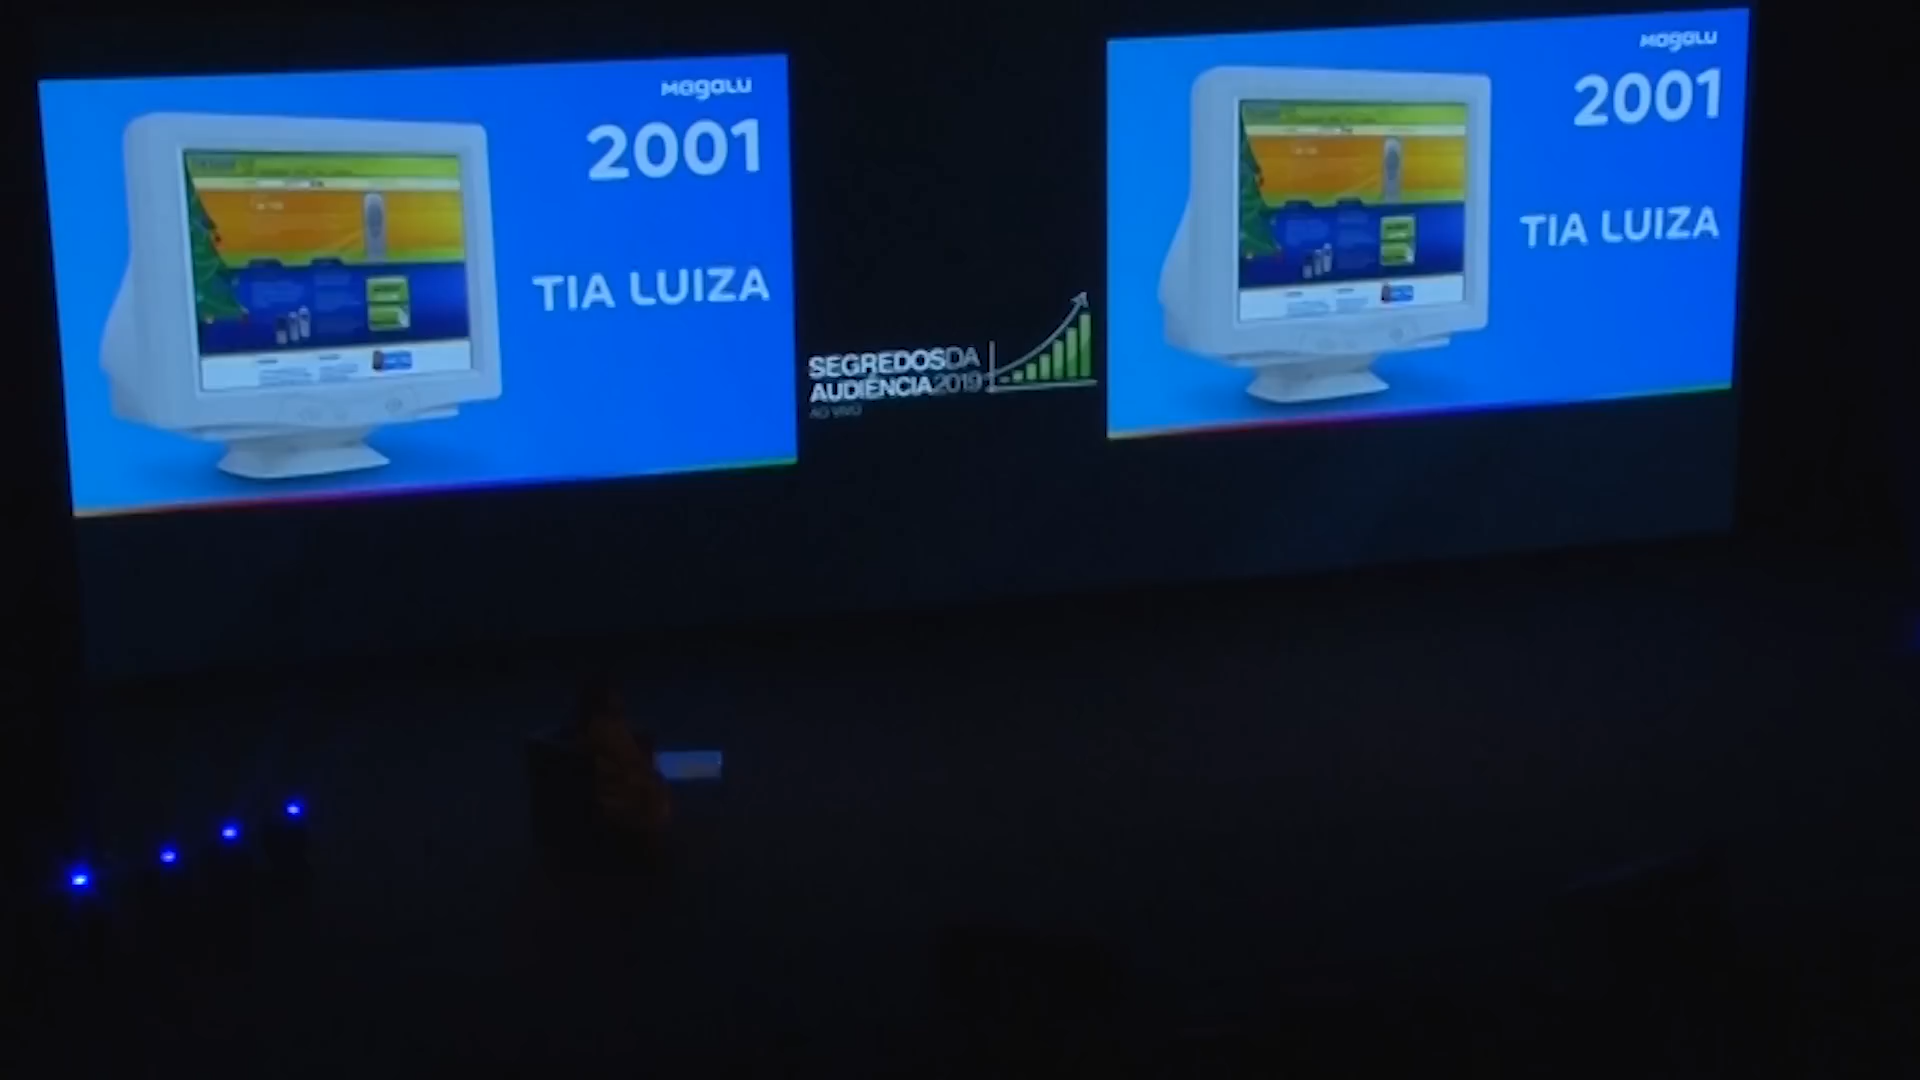 MAGALU
2001
TIA LUIZA
SEGREDOSDA
AUDIÊNCIA2019
AO VIVO
MAGALU
2001
TIA LUIZA